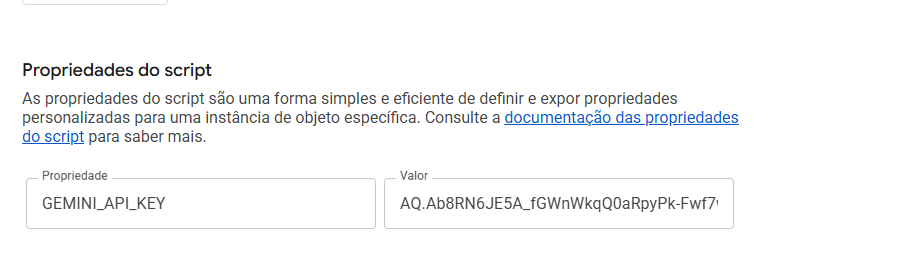 Propriedades do script
As propriedades do script são uma forma simples e eficiente de definir e expor propriedades
personalizadas para uma instância de objeto específica. Consulte a documentação das propriedades
do script para saber mais.
Propriedade
Valor
GEMINI_API_KEY
AQ.Ab8RN6JE5A_fGWnWkqQ0aRpyPk-Fwf7